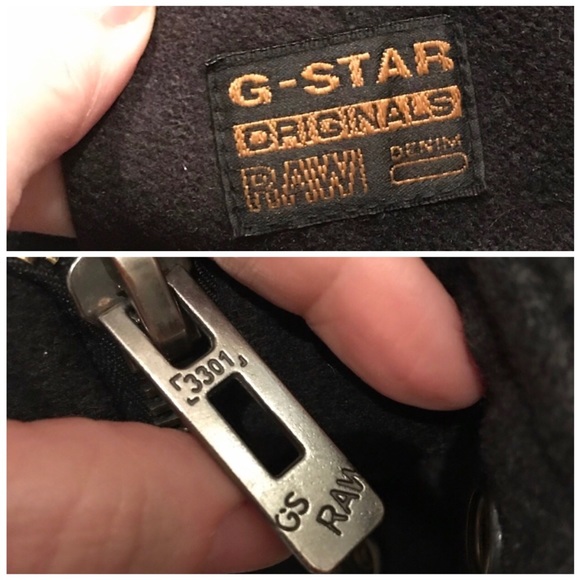 G-STAR
ORIGINALS
RAW DENIM
3301
GS RAW